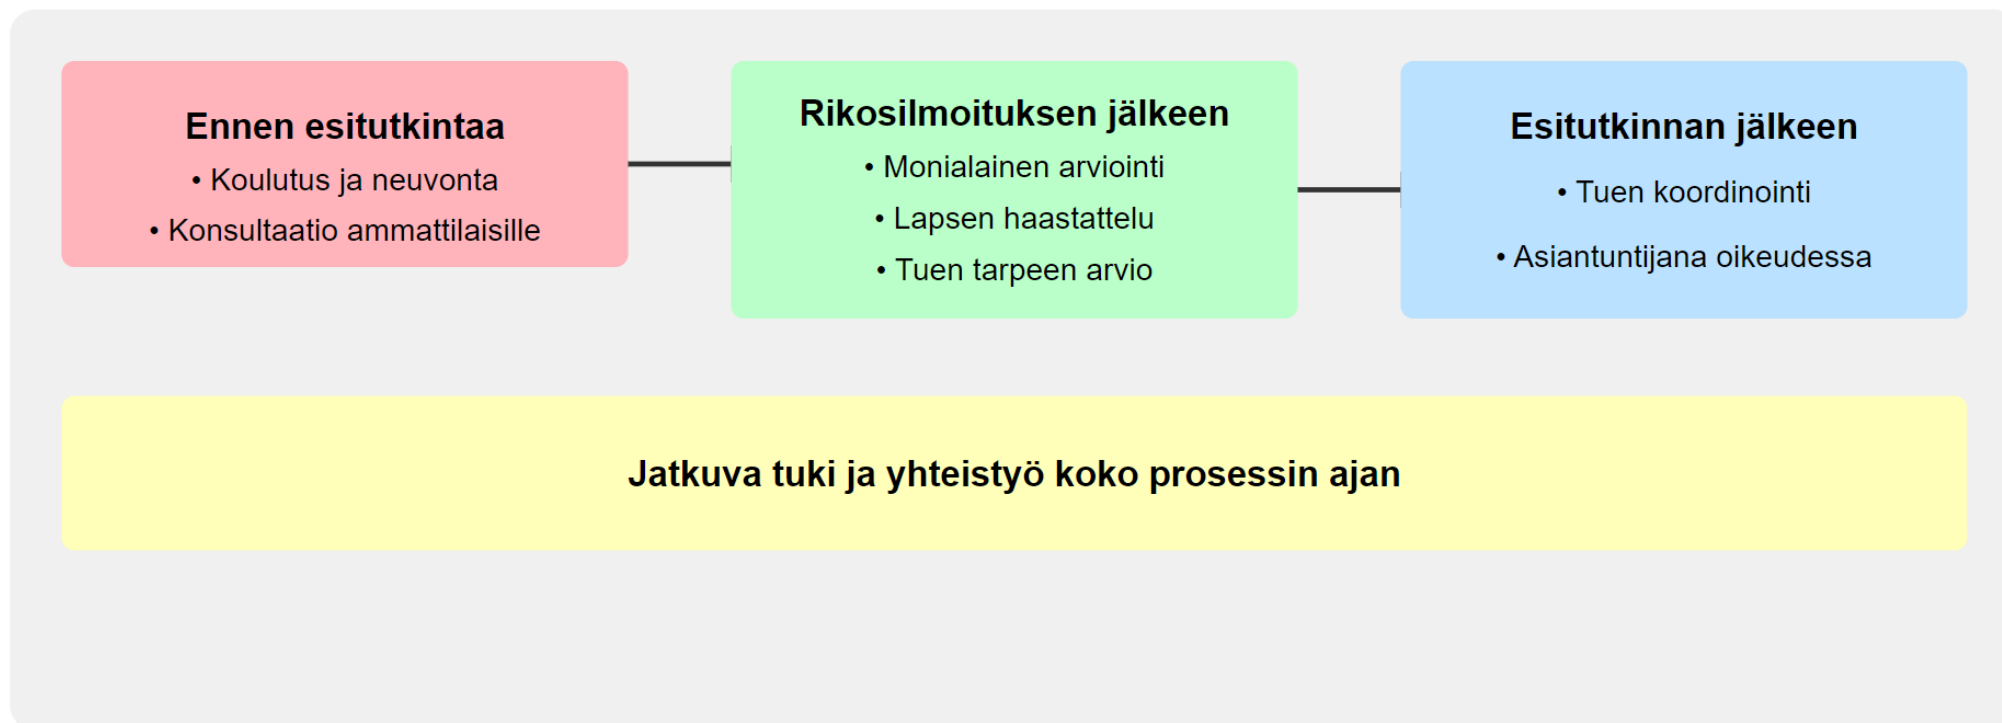 Ennen esitutkintaa
• Koulutus ja neuvonta
• Konsultaatio ammattilaisille
Rikosilmoituksen jälkeen
• Monialainen arviointi
• Lapsen haastattelu
• Tuen tarpeen arvio
Esitutkinnan jälkeen
• Tuen koordinointi
• Asiantuntijana oikeudessa
Jatkuva tuki ja yhteistyö koko prosessin ajan